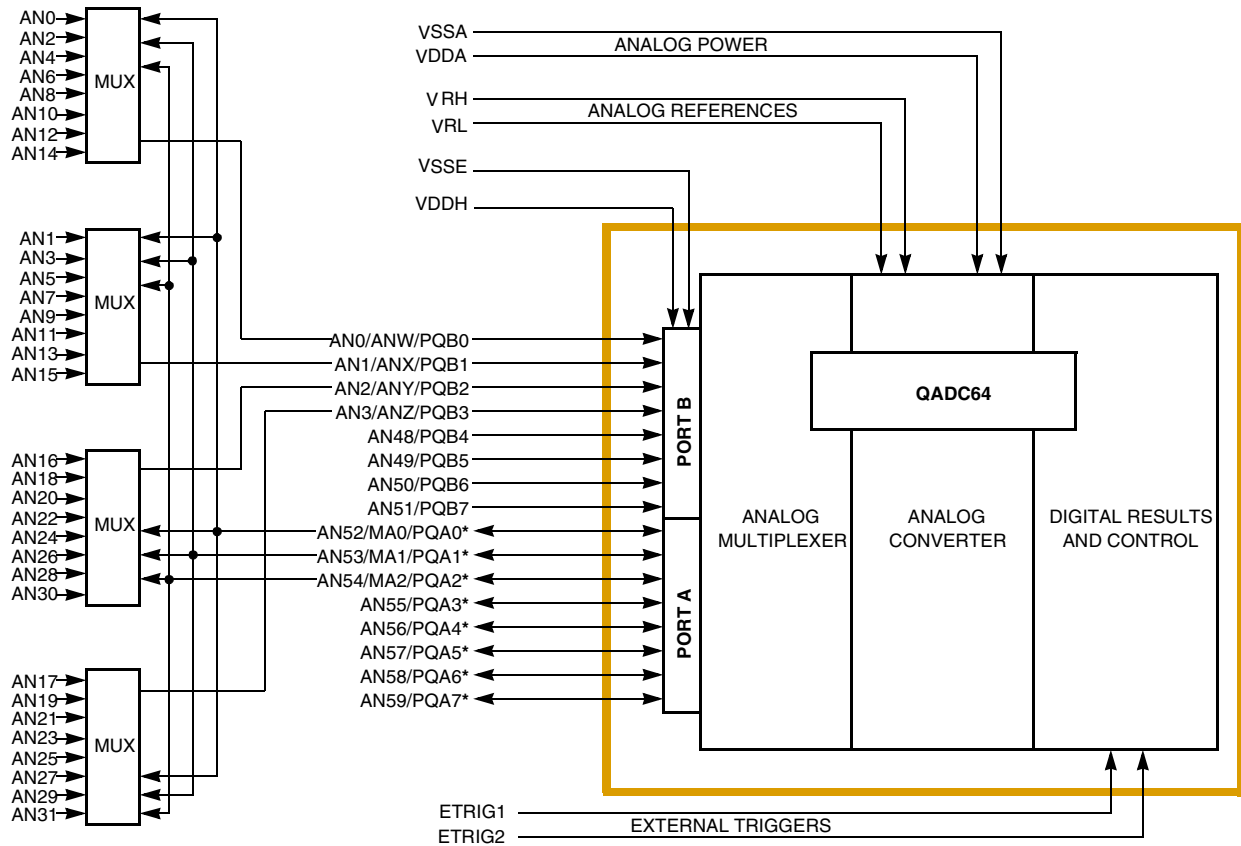 AN0
AN2
AN4
AN6
AN8
AN10
AN12
AN14
MUX
AN1
AN3
AN5
AN7
AN9
AN11
AN13
AN15
MUX
AN16
AN18
AN20
AN22
AN24
AN26
AN28
AN30
MUX
AN17
AN19
AN21
AN23
AN25
AN27
AN29
AN31
MUX
VSSA
VDDA
ANALOG POWER
VRH
VRL
ANALOG REFERENCES
VSSE
VDDH
AN0/ANW/PQB0
AN1/ANX/PQB1
AN2/ANY/PQB2
AN3/ANZ/PQB3
AN48/PQB4
AN49/PQB5
AN50/PQB6
AN51/PQB7
AN52/MA0/PQA0*
AN53/MA1/PQA1*
AN54/MA2/PQA2*
AN55/PQA3*
AN56/PQA4*
AN57/PQA5*
AN58/PQA6*
AN59/PQA7*
PORT B
PORT A
QADC64
ANALOG
MULTIPLEXER
ANALOG
CONVERTER
DIGITAL RESULTS
AND CONTROL
ETRIG1
ETRIG2
EXTERNAL TRIGGERS